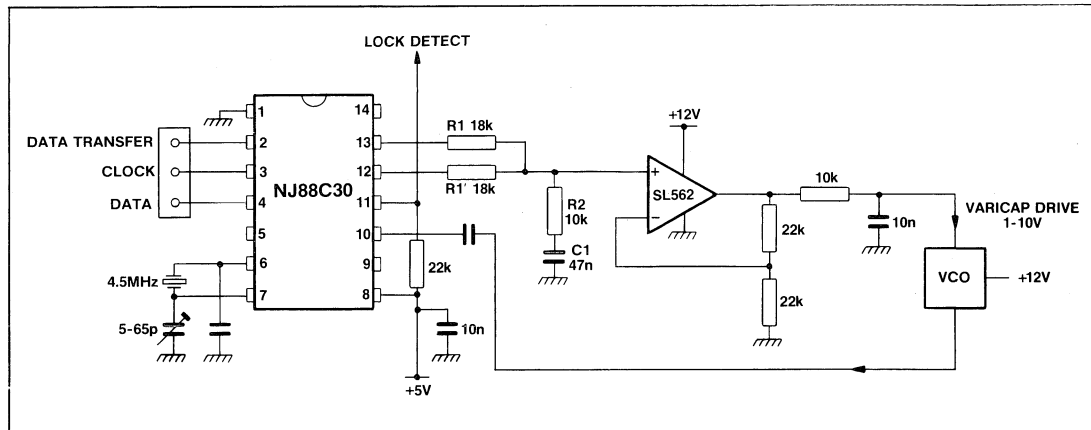 LOCK DETECT
DATA TRANSFER
CLOCK
DATA
NJ88C30
1
2
3
4
5
6
7
14
13
12
11
10
9
8
4.5MHz
5-65p
R1 18k
R1' 18k
R2
10k
C1
47n
22k
10n
+5V
+12V
+
SL562
−
10k
22k
22k
10n
VARICAP DRIVE
1-10V
VCO
+12V